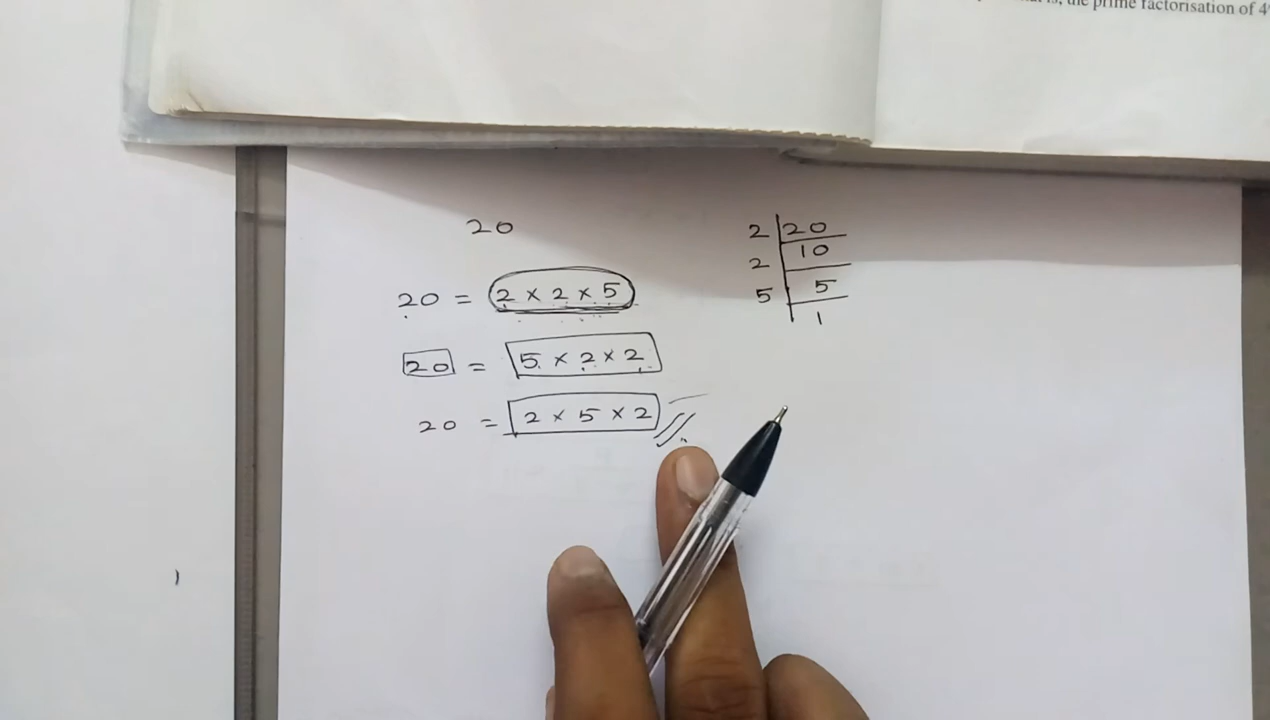 the prime factorisation of 4
20
20 = 2 × 2 × 5
20 = 5 × 2 × 2
20 = 2 × 5 × 2
2 | 20
2 | 10
5 | 5
1